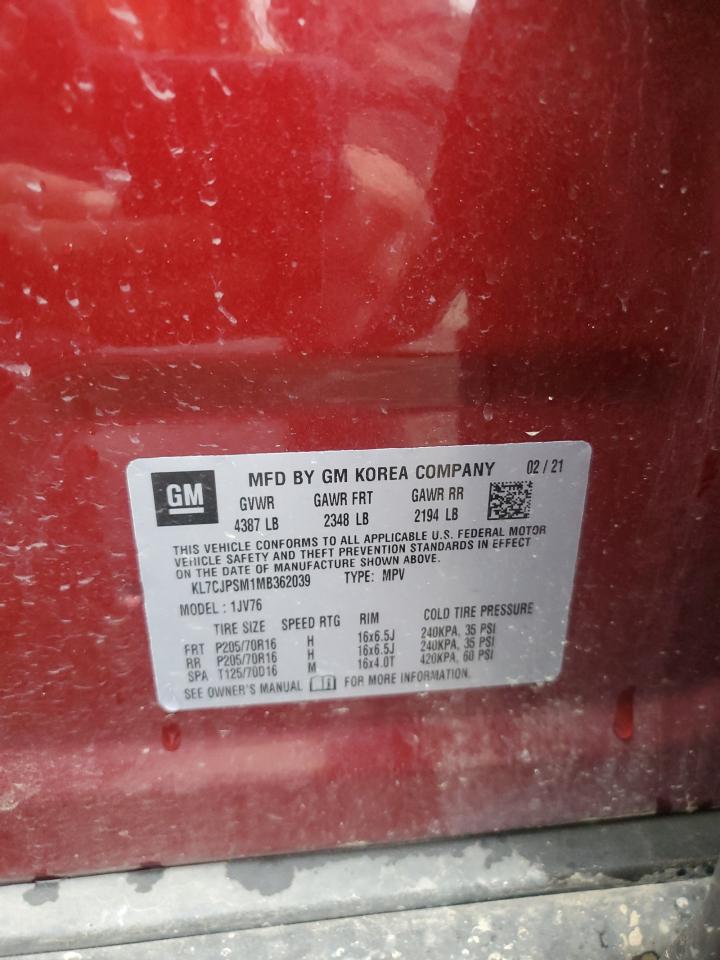 GM
MFD BY GM KOREA COMPANY 02 / 21
GVWR GAWR FRT GAWR RR
4387 LB 2348 LB 2194 LB
THIS VEHICLE CONFORMS TO ALL APPLICABLE U.S. FEDERAL MOTOR
VEHICLE SAFETY AND THEFT PREVENTION STANDARDS IN EFFECT
ON THE DATE OF MANUFACTURE SHOWN ABOVE.
KL7CJPSM1MB362039 TYPE: MPV
MODEL : 1JV76
TIRE SIZE SPEED RTG RIM COLD TIRE PRESSURE
FRT P205/70R16 H 16x6.5J 240KPA, 35 PSI
RR P205/70R16 H 16x6.5J 240KPA, 35 PSI
SPA T125/70D16 M 16x4.0T 420KPA, 60 PSI
SEE OWNER'S MANUAL FOR MORE INFORMATION.